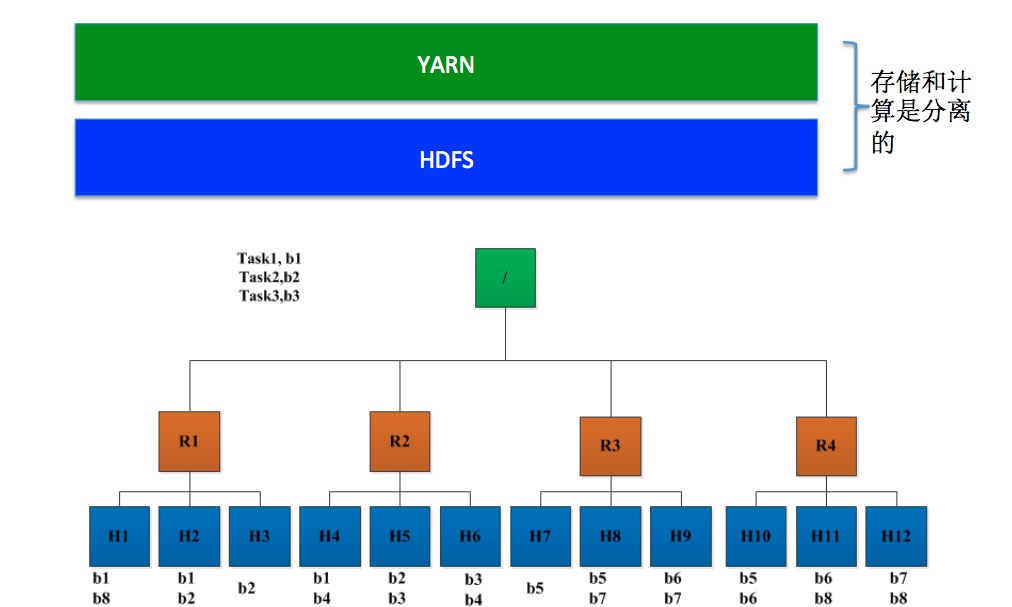 YARN
HDFS
存储和计
算是分离
的
Task1, b1
Task2,b2
Task3,b3
/
R1 R2 R3 R4
H1 H2 H3 H4 H5 H6 H7 H8 H9 H10 H11 H12
b1 b1 b2 b1 b2 b3 b5 b5 b6 b5 b6 b7
b8 b2 b4 b3 b4 b7 b7 b6 b8 b8